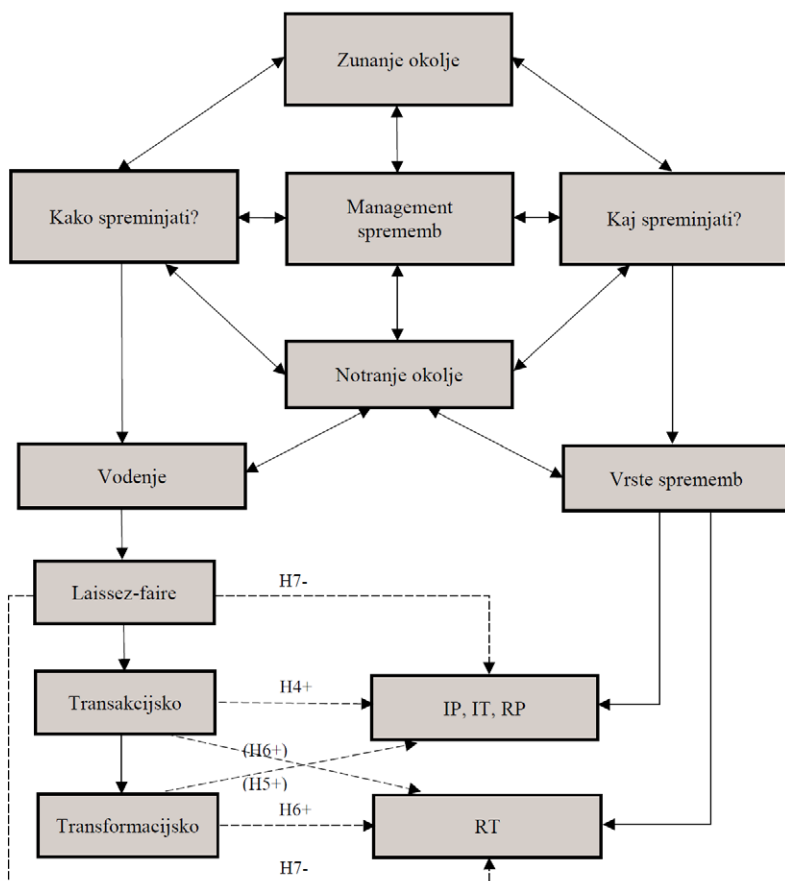 Zunanje okolje
Kako spreminjati?
Management
sprememb
Kaj spreminjati?
Notranje okolje
Vodenje
Vrste sprememb
Laissez-faire
H7-
Transakcijsko
H4+
IP, IT, RP
(H6+)
(H5+)
Transformacijsko
H6+
RT
H7-